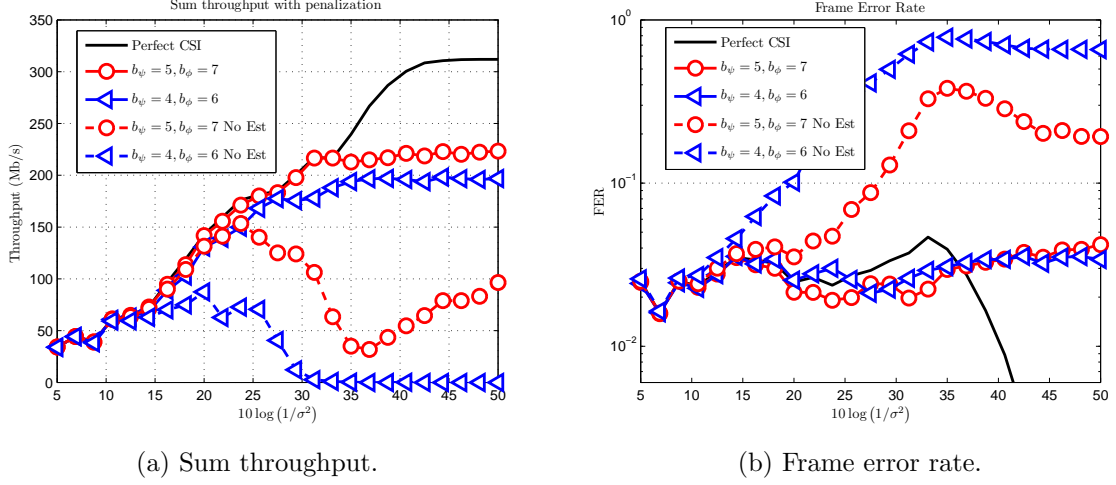 Sum throughput with penalization
Throughput (Mb/s)
350
300
250
200
150
100
50
0
Perfect CSI
b_ψ = 5, b_ϕ = 7
b_ψ = 4, b_ϕ = 6
b_ψ = 5, b_ϕ = 7 No Est
b_ψ = 4, b_ϕ = 6 No Est
5 10 15 20 25 30 35 40 45 50
10 log (1/σ²)
(a) Sum throughput.
Frame Error Rate
FER
10⁰
10⁻¹
10⁻²
Perfect CSI
b_ψ = 5, b_ϕ = 7
b_ψ = 4, b_ϕ = 6
b_ψ = 5, b_ϕ = 7 No Est
b_ψ = 4, b_ϕ = 6 No Est
5 10 15 20 25 30 35 40 45 50
10 log (1/σ²)
(b) Frame error rate.